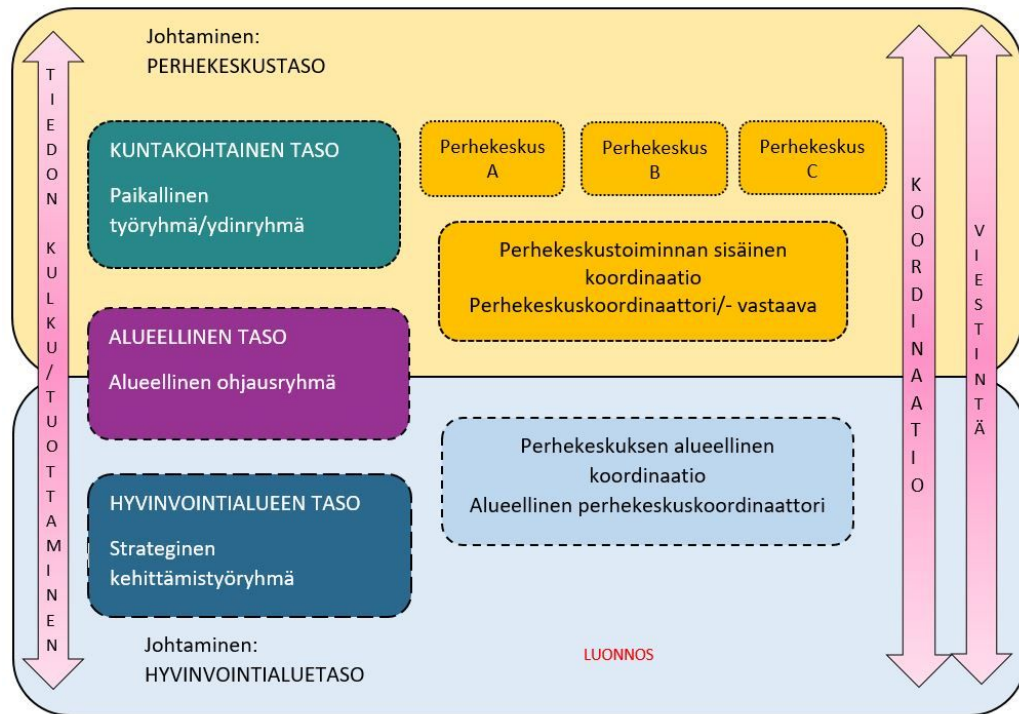 Johtaminen:
PERHEKESKUSTASO
TIEDON KULKU/TUOTTAMINEN
KUNTAKOHTAINEN TASO
Paikallinen
työryhmä/ydinryhmä
Perhekeskus
A
Perhekeskus
B
Perhekeskus
C
Perhekeskustoiminnan sisäinen
koordinaatio
Perhekeskuskoordinaattori/- vastaava
ALUEELLINEN TASO
Alueellinen ohjausryhmä
Perhekeskuksen alueellinen
koordinaatio
Alueellinen perhekeskuskoordinaattori
HYVINVOINTIALUEEN TASO
Strateginen
kehittämistyöryhmä
Johtaminen:
HYVINVOINTIALUETASO
LUONNOS
KOORDINAATIO
VIESTINTÄ